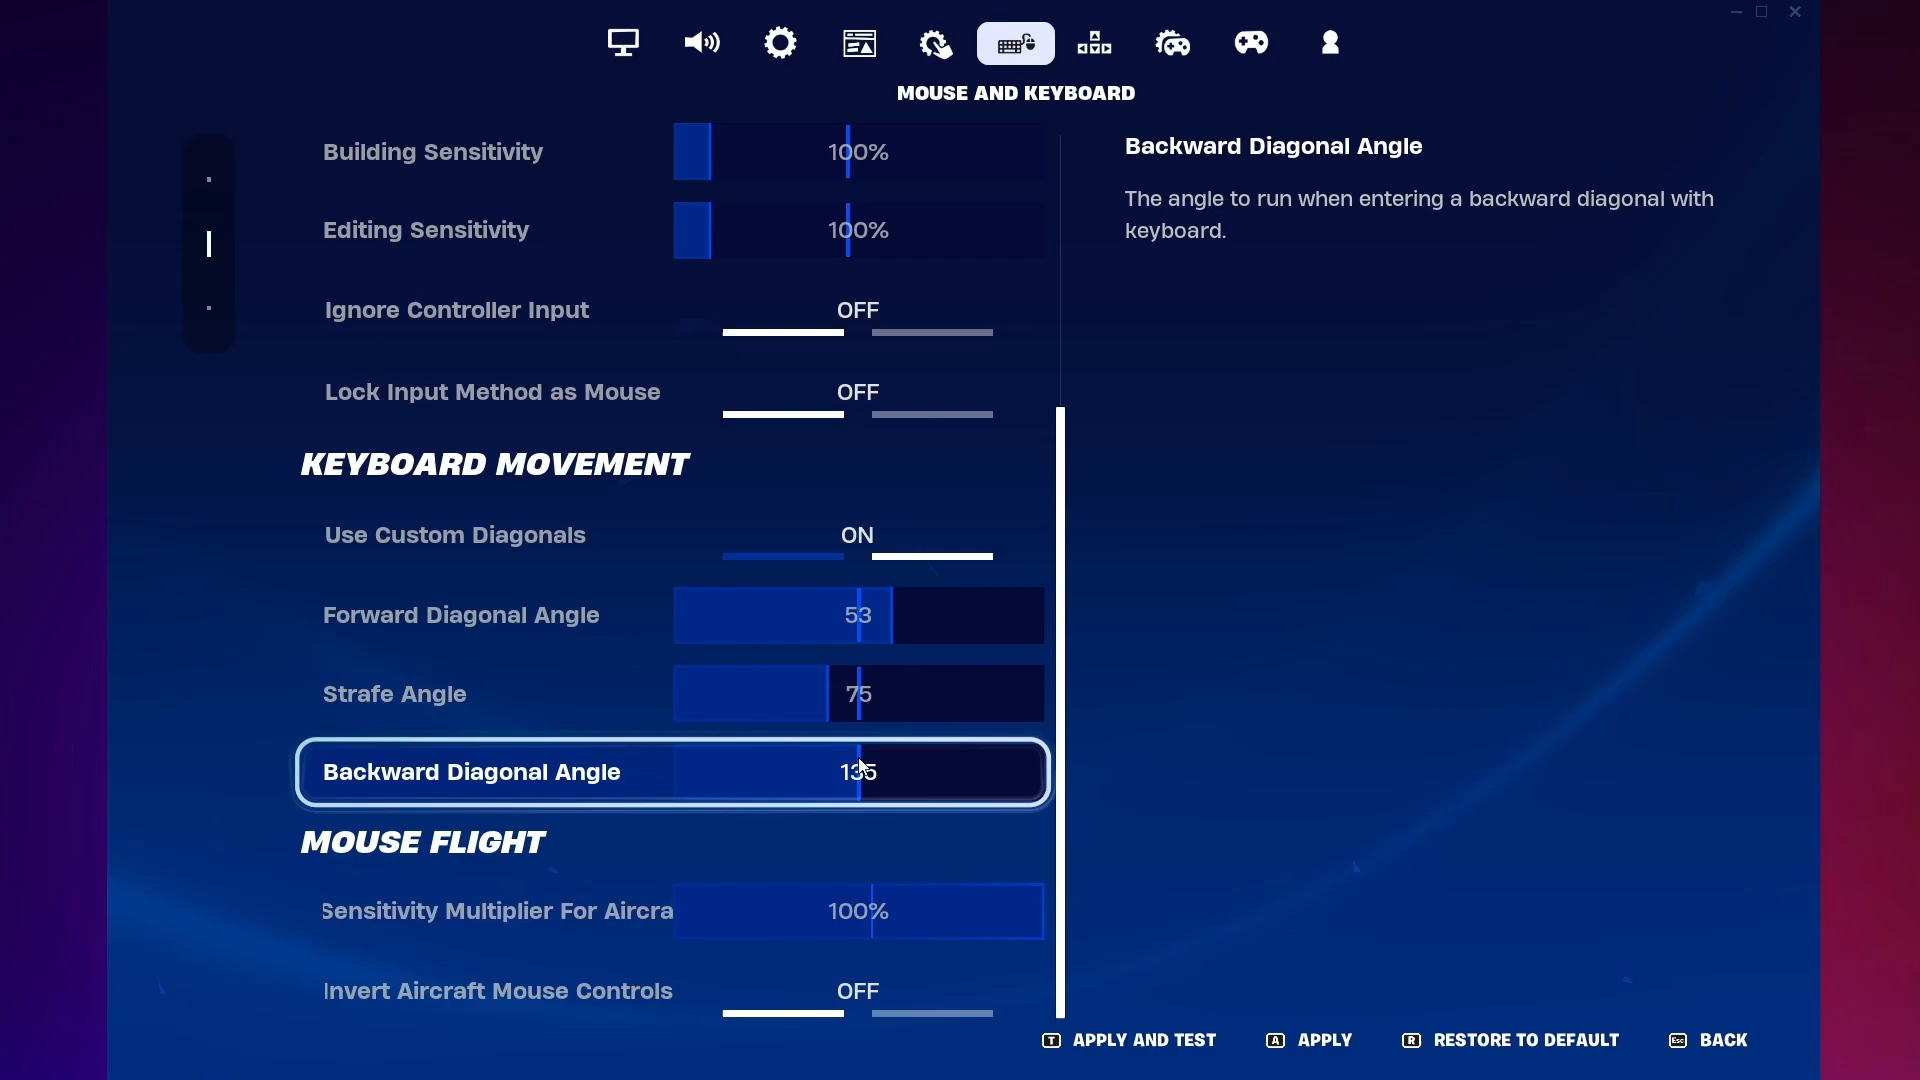 MOUSE AND KEYBOARD
Building Sensitivity
100%
Editing Sensitivity
100%
Ignore Controller Input
OFF
Lock Input Method as Mouse
OFF
KEYBOARD MOVEMENT
Use Custom Diagonals
ON
Forward Diagonal Angle
53
Strafe Angle
75
Backward Diagonal Angle
135
MOUSE FLIGHT
Sensitivity Multiplier For Aircra
100%
Invert Aircraft Mouse Controls
OFF
Backward Diagonal Angle
The angle to run when entering a backward diagonal with
keyboard.
T APPLY AND TEST
A APPLY
R RESTORE TO DEFAULT
Esc BACK